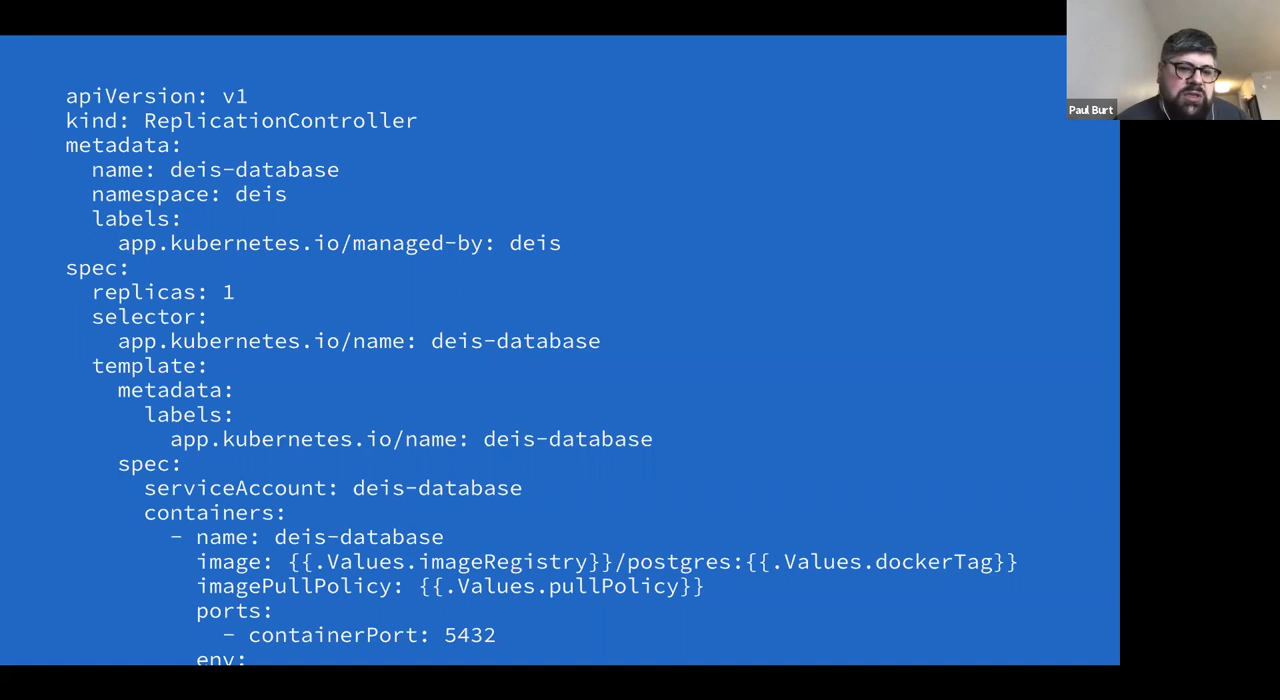 apiVersion: v1
kind: ReplicationController
metadata:
  name: deis-database
  namespace: deis
  labels:
    app.kubernetes.io/managed-by: deis
spec:
  replicas: 1
  selector:
    app.kubernetes.io/name: deis-database
  template:
    metadata:
      labels:
        app.kubernetes.io/name: deis-database
    spec:
      serviceAccount: deis-database
      containers:
        - name: deis-database
          image: {{.Values.imageRegistry}}/postgres:{{.Values.dockerTag}}
          imagePullPolicy: {{.Values.pullPolicy}}
          ports:
            - containerPort: 5432
          env:
Paul Burt